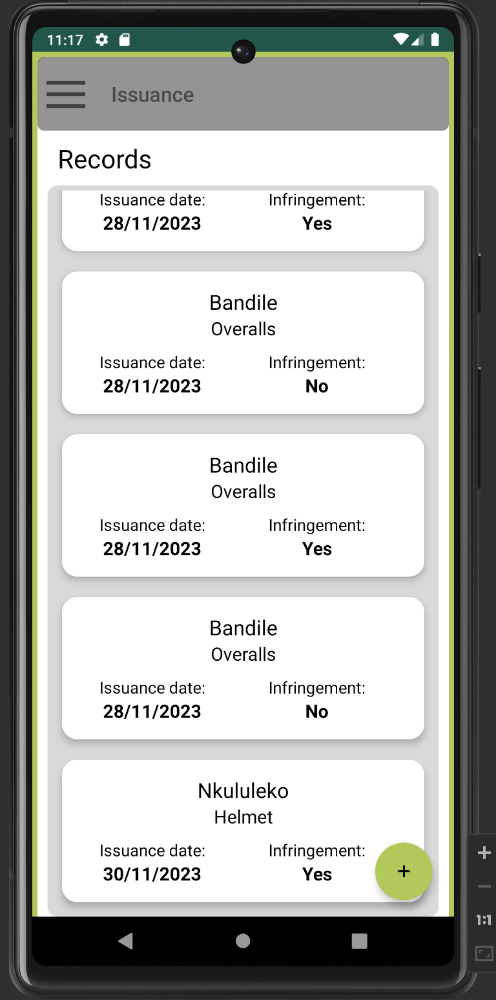 11:17
Issuance
Records
Issuance date: Infringement:
28/11/2023 Yes
Bandile
Overalls
Issuance date: Infringement:
28/11/2023 No
Bandile
Overalls
Issuance date: Infringement:
28/11/2023 Yes
Bandile
Overalls
Issuance date: Infringement:
28/11/2023 No
Nkululeko
Helmet
Issuance date: Infringement:
30/11/2023 Yes
+
+
1:1